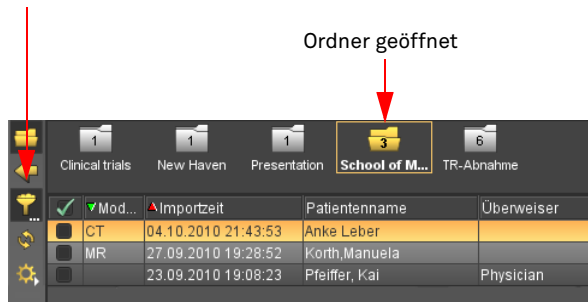 Ordner geöffnet
1 1 1 3 6
Clinical trials New Haven Presentation School of M... TR-Abnahme
Mod... Importzeit Patientenname Überweiser
CT 04.10.2010 21:43:53 Anke Leber
MR 27.09.2010 19:28:52 Korth,Manuela
23.09.2010 19:08:23 Pfeiffer, Kai Physician